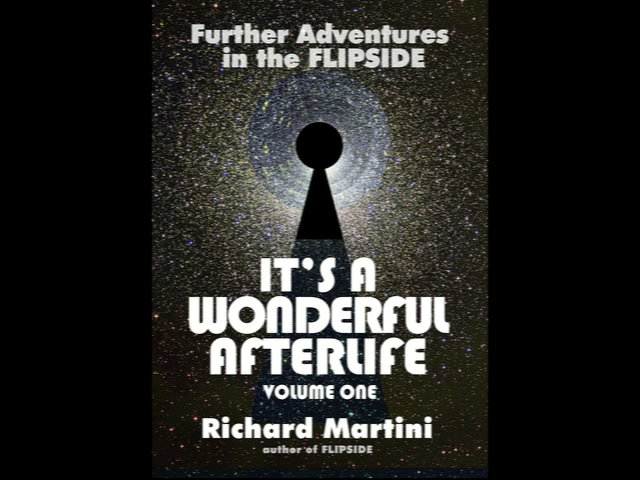 Further Adventures
in the FLIPSIDE
IT'S A
WONDERFUL
AFTERLIFE
VOLUME ONE
Richard Martini
author of FLIPSIDE